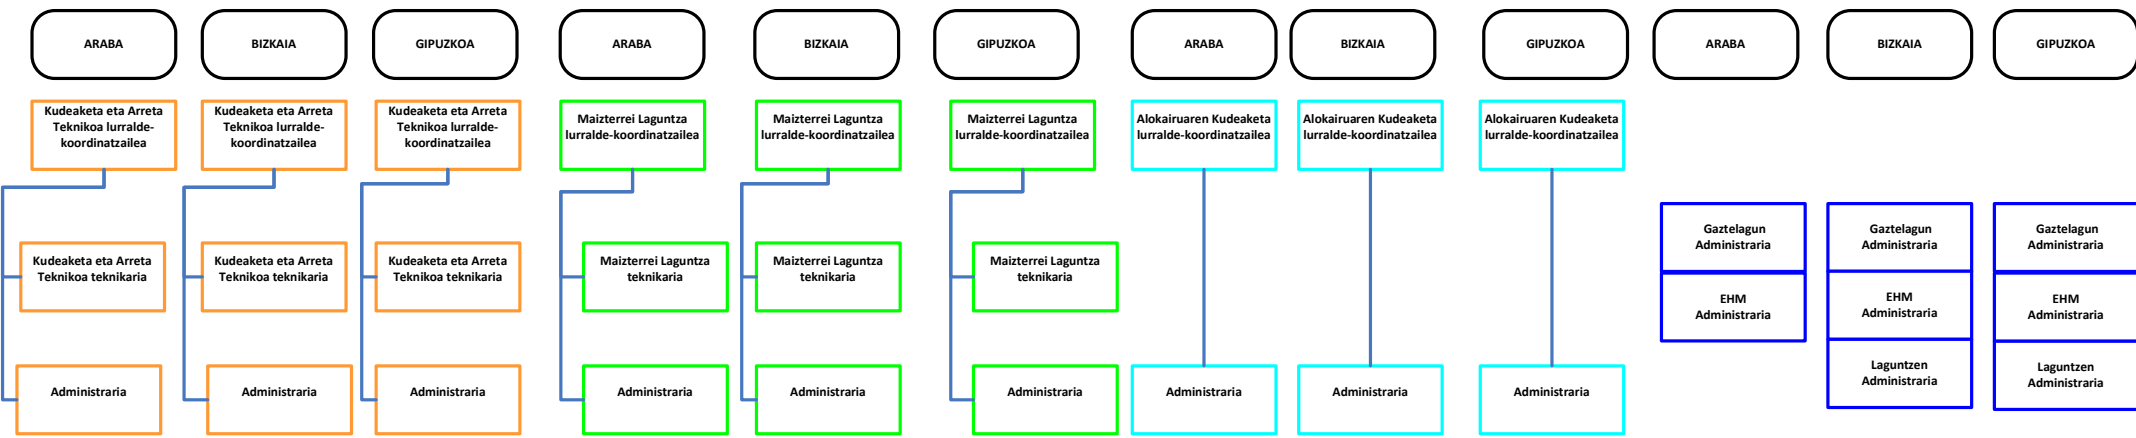 ARABA
BIZKAIA
GIPUZKOA
ARABA
BIZKAIA
GIPUZKOA
ARABA
BIZKAIA
GIPUZKOA
ARABA
BIZKAIA
GIPUZKOA
Kudeaketa eta Arreta
Teknikoa lurralde-
koordinatzailea
Kudeaketa eta Arreta
Teknikoa lurralde-
koordinatzailea
Kudeaketa eta Arreta
Teknikoa lurralde-
koordinatzailea
Maizterrei Laguntza
lurralde-koordinatzailea
Maizterrei Laguntza
lurralde-koordinatzailea
Maizterrei Laguntza
lurralde-koordinatzailea
Alokairuaren Kudeaketa
lurralde-koordinatzailea
Alokairuaren Kudeaketa
lurralde-koordinatzailea
Alokairuaren Kudeaketa
lurralde-koordinatzailea
Kudeaketa eta Arreta
Teknikoa teknikaria
Kudeaketa eta Arreta
Teknikoa teknikaria
Kudeaketa eta Arreta
Teknikoa teknikaria
Maizterrei Laguntza
teknikaria
Maizterrei Laguntza
teknikaria
Maizterrei Laguntza
teknikaria
Gaztelagun
Administraria
Gaztelagun
Administraria
Gaztelagun
Administraria
EHM
Administraria
EHM
Administraria
EHM
Administraria
Administraria
Administraria
Administraria
Administraria
Administraria
Administraria
Administraria
Administraria
Administraria
Laguntzen
Administraria
Laguntzen
Administraria